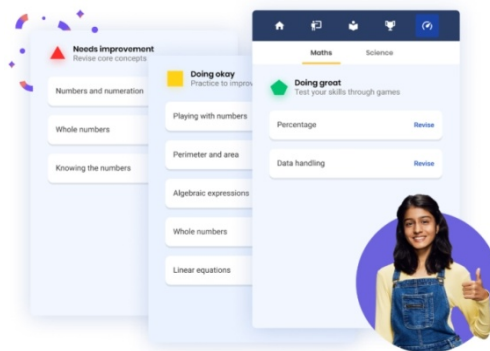 Needs improvement
Revise core concepts
Numbers and numeration
Whole numbers
Knowing the numbers
Doing okay
Practice to improv
Playing with numbers
Perimeter and area
Algebraic expressions
Whole numbers
Linear equations
Maths Science
Doing great
Test your skills through games
Percentage Revise
Data handling Revise